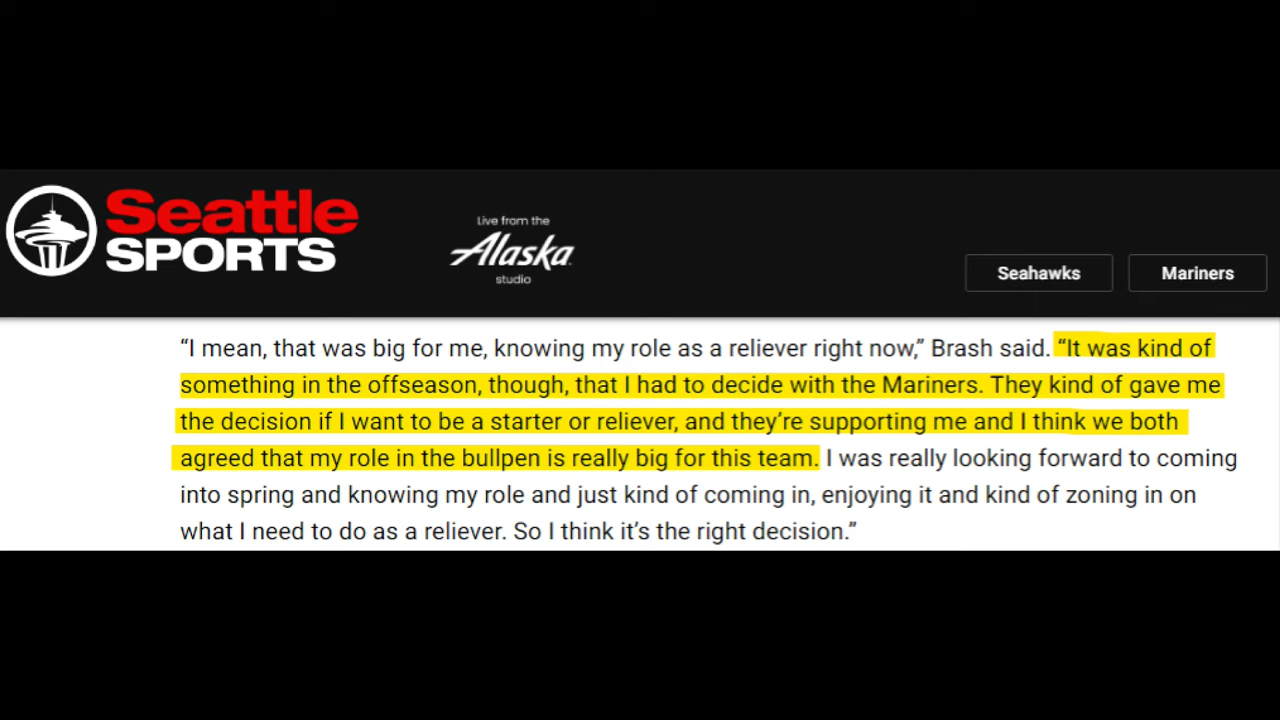 Seattle
SPORTS
Live from the
Alaska
studio
Seahawks
Mariners
“I mean, that was big for me, knowing my role as a reliever right now,” Brash said. “It was kind of
something in the offseason, though, that I had to decide with the Mariners. They kind of gave me
the decision if I want to be a starter or reliever, and they’re supporting me and I think we both
agreed that my role in the bullpen is really big for this team. I was really looking forward to coming
into spring and knowing my role and just kind of coming in, enjoying it and kind of zoning in on
what I need to do as a reliever. So I think it’s the right decision.”